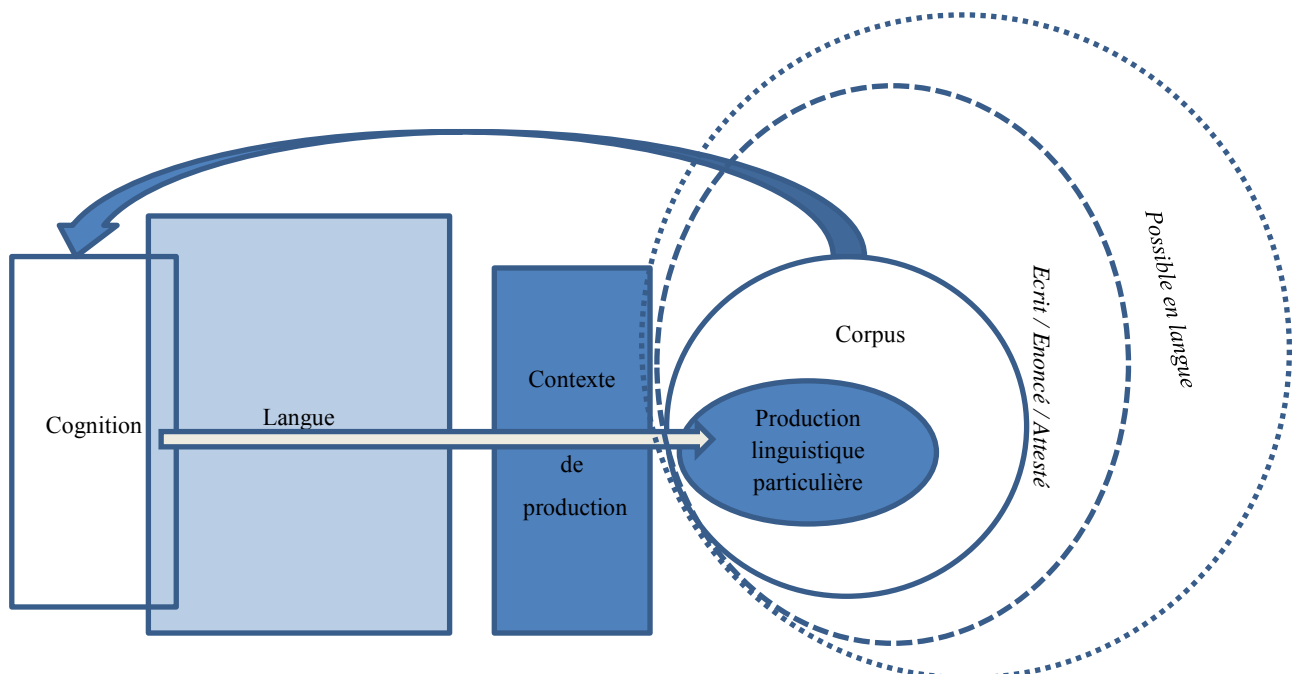 Cognition
Langue
Contexte
de
production
Corpus
Production
linguistique
particulière
Ecrit / Enoncé / Attesté
Possible en langue